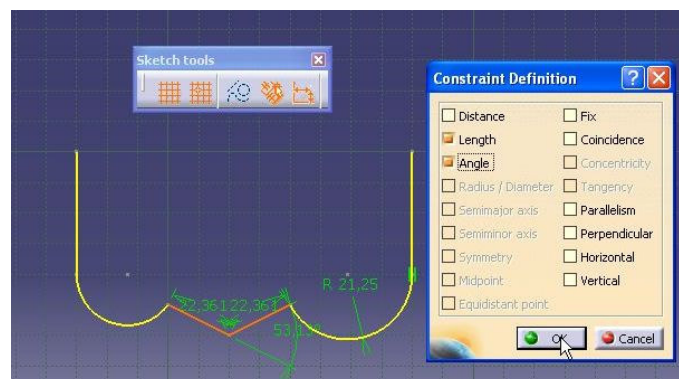 Sketch tools
Constraint Definition
Distance
Fix
Length
Coincidence
Angle
Concentricity
Radius / Diameter
Tangency
Semimajor axis
Parallelism
Semiminor axis
Perpendicular
Symmetry
Horizontal
Midpoint
Vertical
Equidistant point
OK
Cancel
R 21,25
22,361
22,361